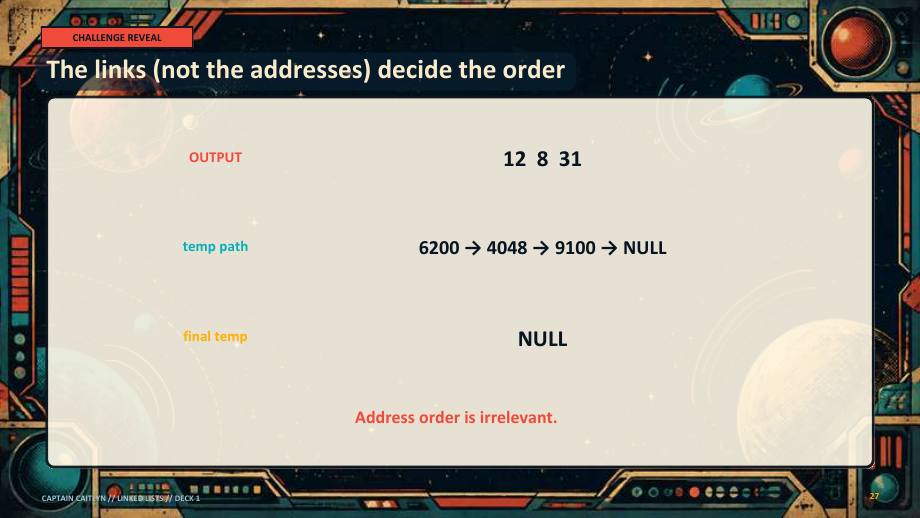 CHALLENGE REVEAL
The links (not the addresses) decide the order
OUTPUT
12 8 31
temp path
6200 → 4048 → 9100 → NULL
final temp
NULL
Address order is irrelevant.
CAPTAIN CAITLYN // LINKED LISTS // DECK 1
27